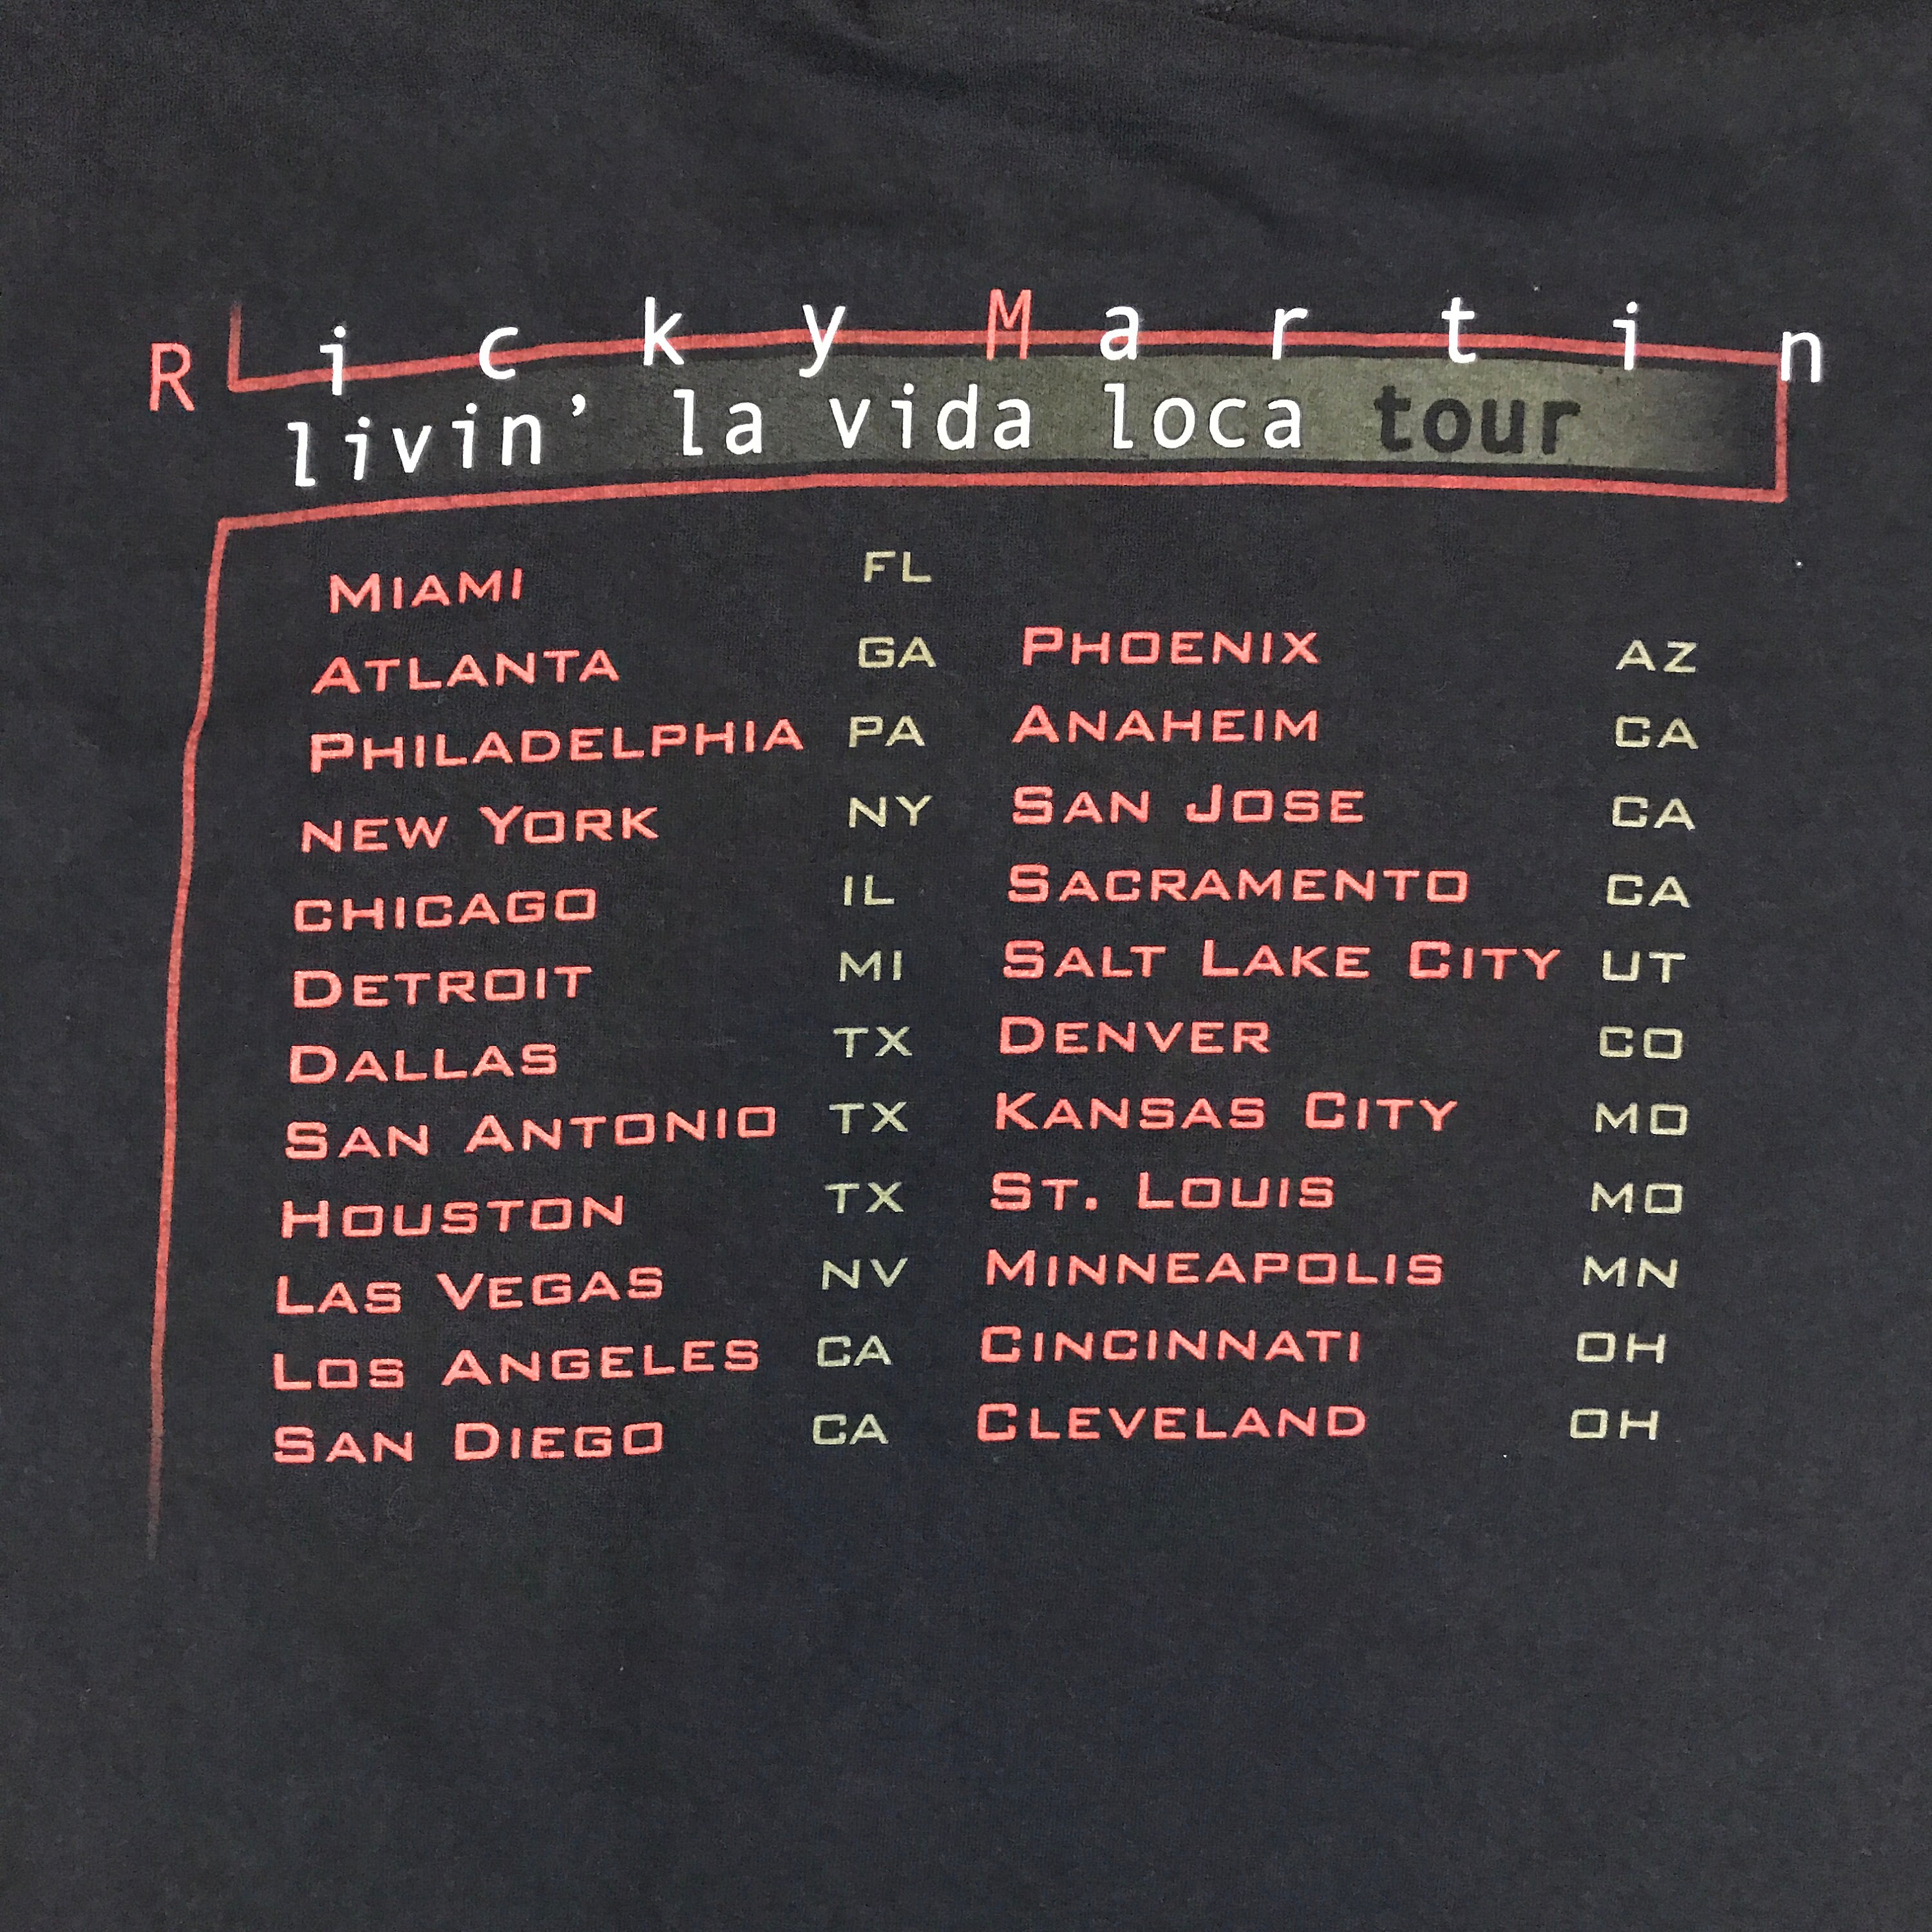 Ricky Martin
livin' la vida loca tour
MIAMI FL
ATLANTA GA
PHILADELPHIA PA
NEW YORK NY
CHICAGO IL
DETROIT MI
DALLAS TX
SAN ANTONIO TX
HOUSTON TX
LAS VEGAS NV
LOS ANGELES CA
SAN DIEGO CA
PHOENIX AZ
ANAHEIM CA
SAN JOSE CA
SACRAMENTO CA
SALT LAKE CITY UT
DENVER CO
KANSAS CITY MO
ST. LOUIS MO
MINNEAPOLIS MN
CINCINNATI OH
CLEVELAND OH